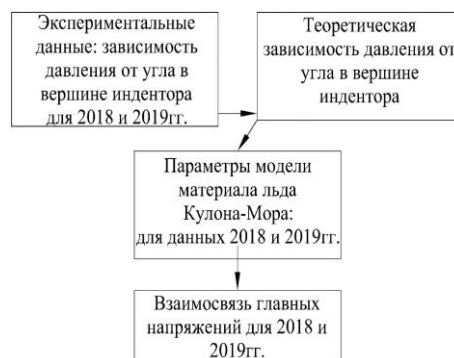 Экспериментальные
данные: зависимость
давления от угла в
вершине индентора
для 2018 и 2019гг.
Теоретическая
зависимость давления от
угла в вершине
индентора
Параметры модели
материала льда
Кулона-Мора:
для данных 2018 и 2019гг.
Взаимосвязь главных
напряжений для 2018 и
2019гг.